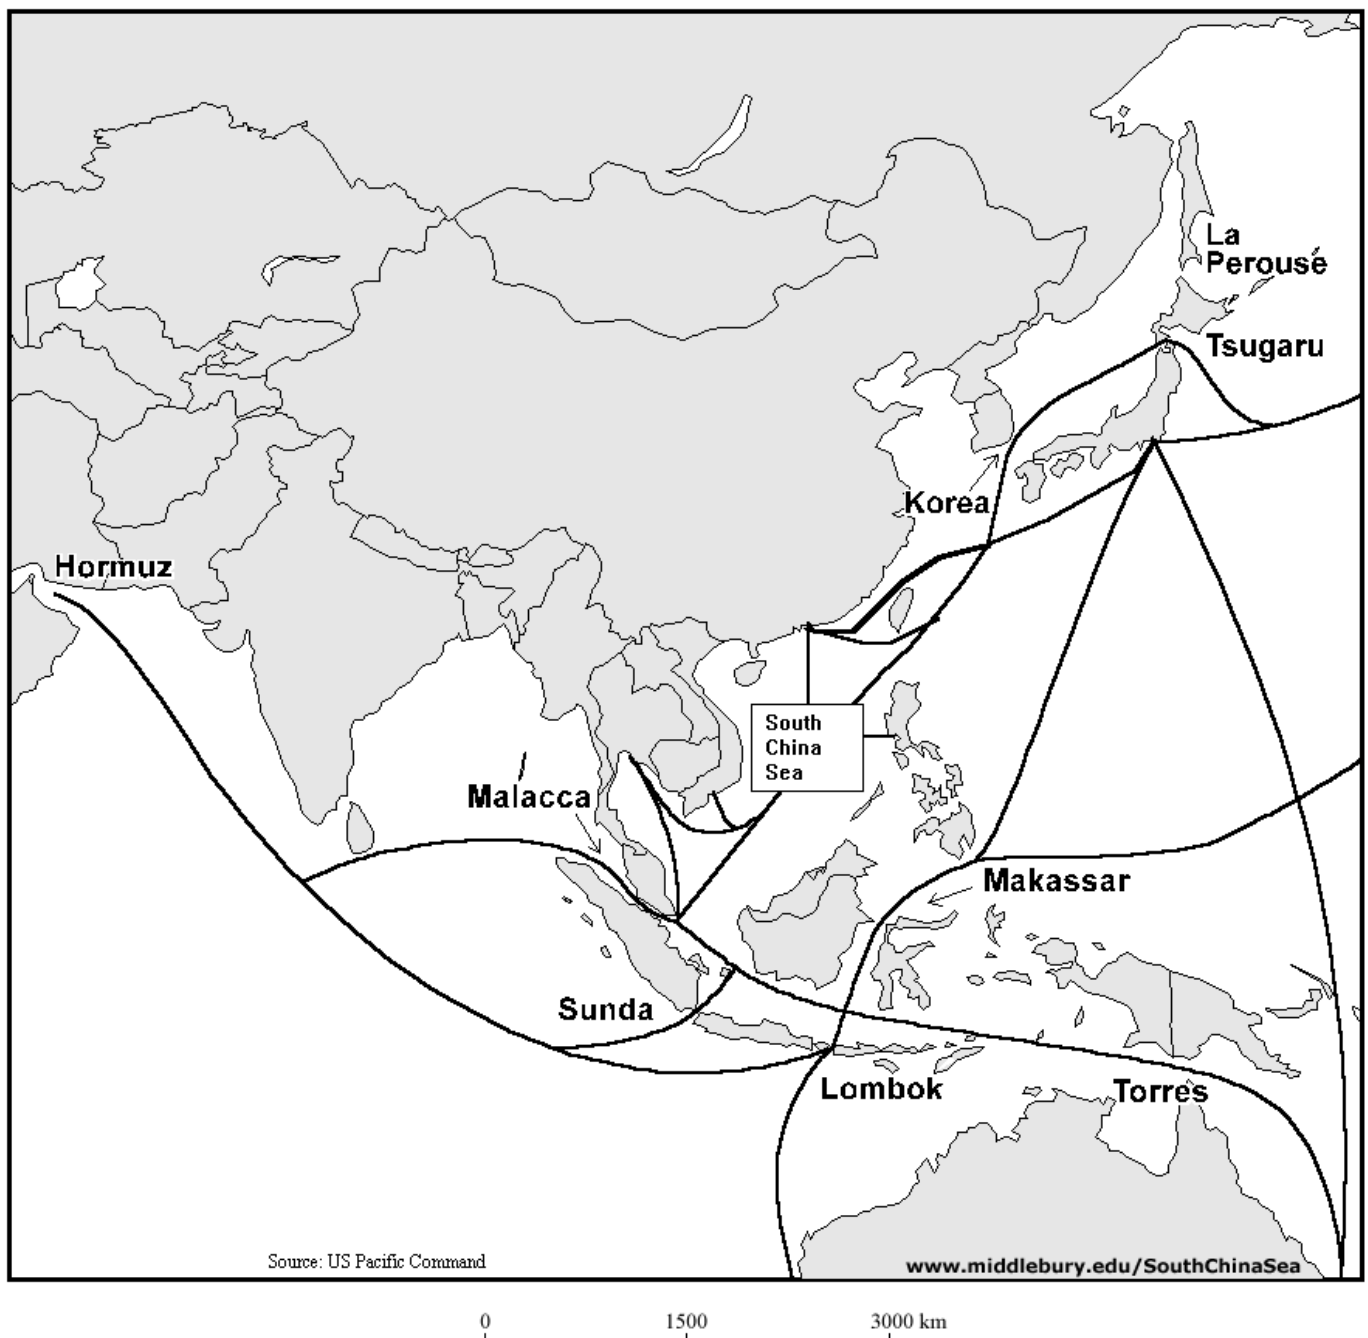 La
Perousé
Tsugaru
Korea
Hormuz
South
China
Sea
Malacca
Makassar
Sunda
Lombok
Torres
Source: US Pacific Command
www.middlebury.edu/SouthChinaSea
0 1500 3000 km